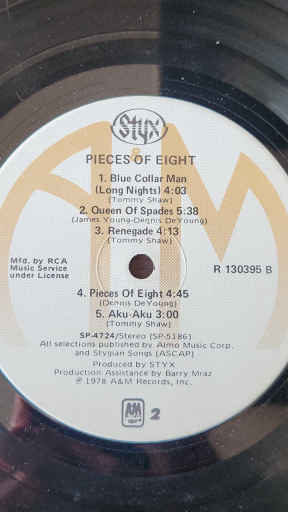 Styx
PIECES OF EIGHT
1. Blue Collar Man
(Long Nights) 4:03
(Tommy Shaw)
2. Queen Of Spades 5:38
(James Young-Dennis DeYoung)
3. Renegade 4:13
(Tommy Shaw)
Mfd. by RCA
Music Service
under License
R 130395 B
4. Pieces Of Eight 4:45
(Dennis DeYoung)
5. Aku-Aku 3:00
(Tommy Shaw)
SP-4724/Stereo (SP-5186)
All selections published by Almo Music Corp.
and Stygian Songs (ASCAP)
Produced by STYX
Production Assistance by Barry Mraz
℗ 1978 A&M Records, Inc.
A&M
2